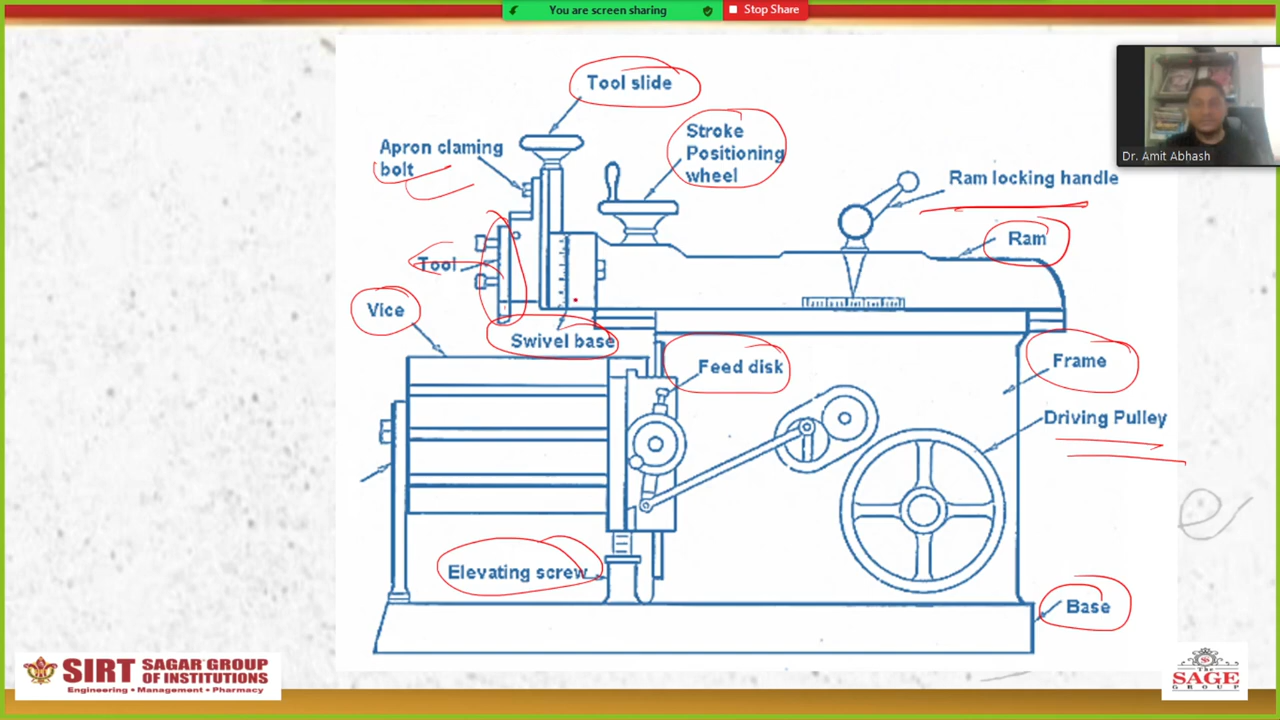 You are screen sharing
Stop Share
Tool slide
Apron claming
bolt
Stroke
Positioning
wheel
Dr. Amit Abhash
Ram locking handle
Ram
Tool
Vice
Swivel base
Feed disk
Frame
Driving Pulley
Elevating screw
Base
SIRT SAGAR GROUP
OF INSTITUTIONS
Engineering • Management • Pharmacy
The
SAGE
GROUP